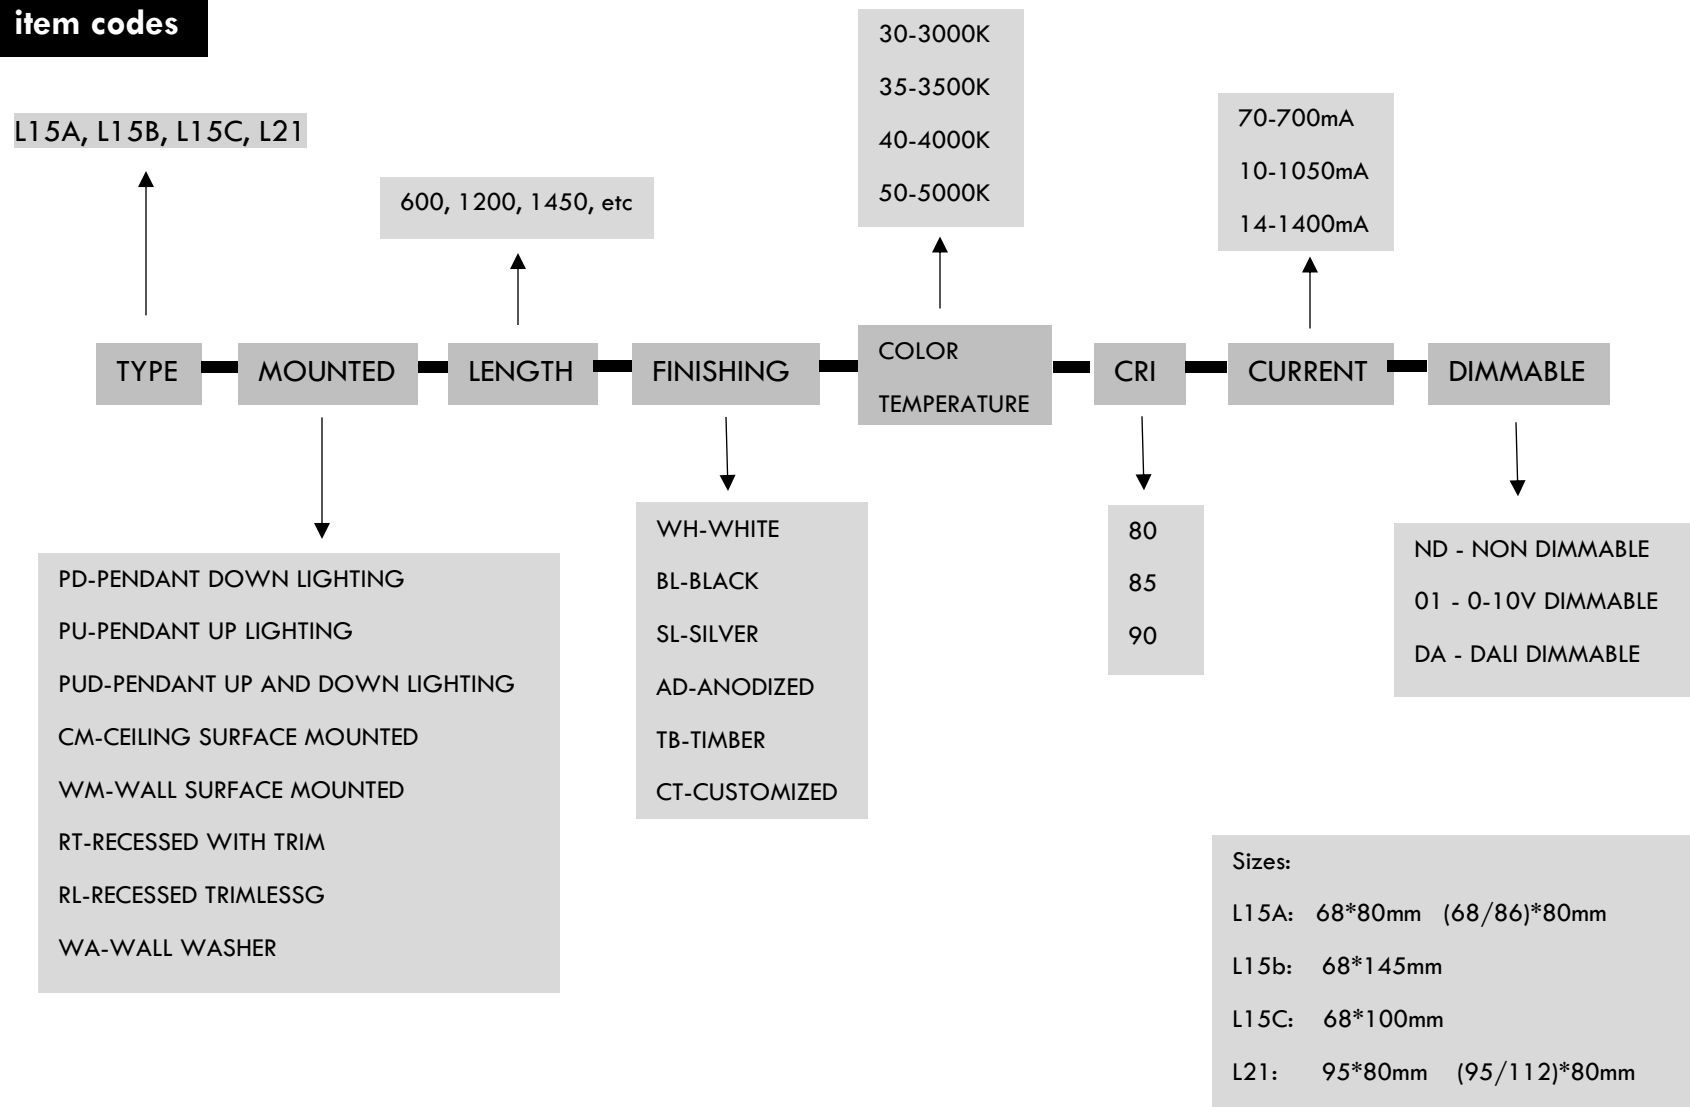 item codes
L15A, L15B, L15C, L21
600, 1200, 1450, etc
30-3000K
35-3500K
40-4000K
50-5000K
70-700mA
10-1050mA
14-1400mA
TYPE
MOUNTED
LENGTH
FINISHING
COLOR
TEMPERATURE
CRI
CURRENT
DIMMABLE
PD-PENDANT DOWN LIGHTING
PU-PENDANT UP LIGHTING
PUD-PENDANT UP AND DOWN LIGHTING
CM-CEILING SURFACE MOUNTED
WM-WALL SURFACE MOUNTED
RT-RECESSED WITH TRIM
RL-RECESSED TRIMLESSG
WA-WALL WASHER
WH-WHITE
BL-BLACK
SL-SILVER
AD-ANODIZED
TB-TIMBER
CT-CUSTOMIZED
80
85
90
ND - NON DIMMABLE
01 - 0-10V DIMMABLE
DA - DALI DIMMABLE
Sizes:
L15A: 68*80mm (68/86)*80mm
L15b: 68*145mm
L15C: 68*100mm
L21: 95*80mm (95/112)*80mm